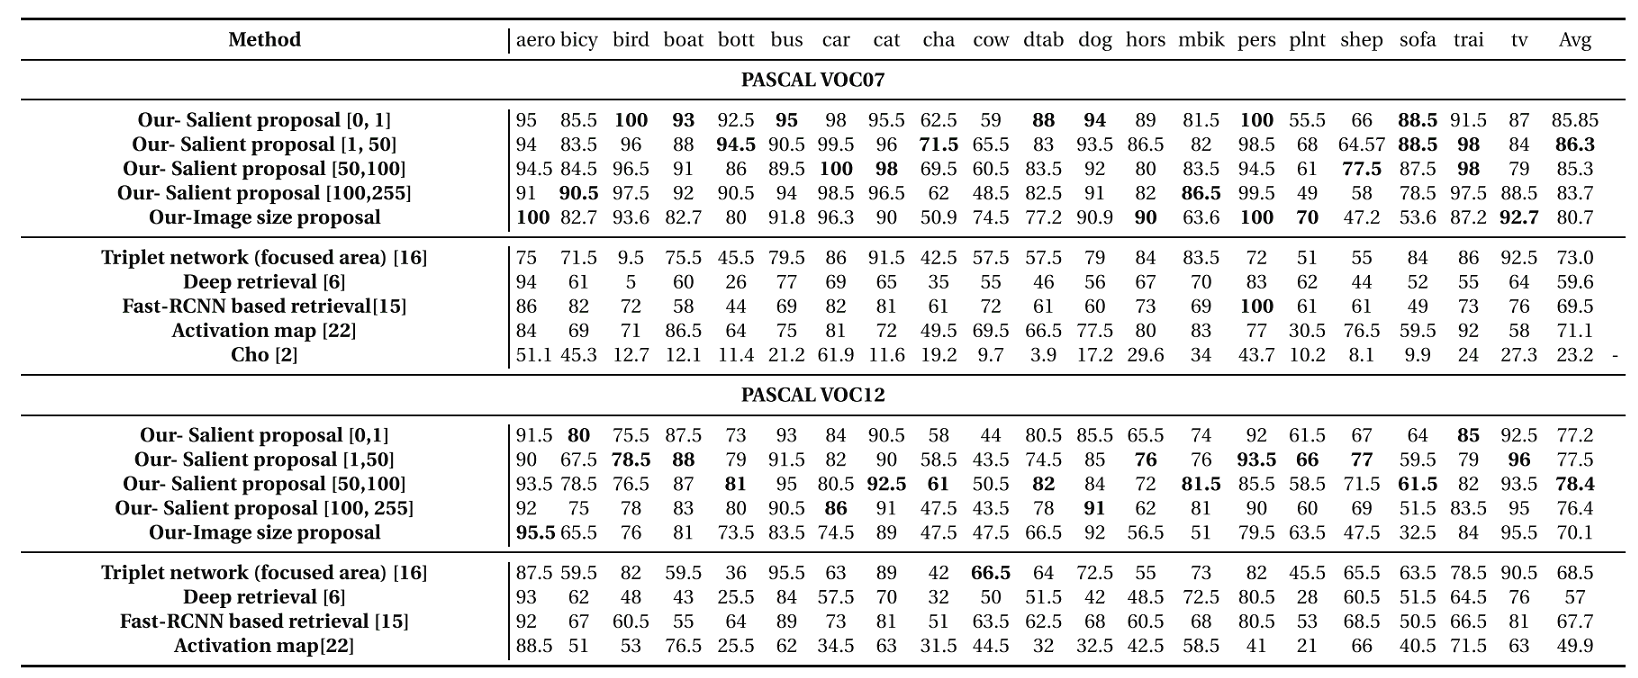 Method aero bicy bird boat bott bus car cat cha cow dtab dog hors mbik pers plnt shep sofa trai tv Avg
PASCAL VOC07
Our- Salient proposal [0, 1] 95 85.5 100 93 92.5 95 98 95.5 62.5 59 88 94 89 81.5 100 55.5 66 88.5 91.5 87 85.85
Our- Salient proposal [1, 50] 94 83.5 96 88 94.5 90.5 99.5 96 71.5 65.5 83 93.5 86.5 82 98.5 68 64.57 88.5 98 84 86.3
Our- Salient proposal [50,100] 94.5 84.5 96.5 91 86 89.5 100 98 69.5 60.5 83.5 92 80 83.5 94.5 61 77.5 87.5 98 79 85.3
Our- Salient proposal [100,255] 91 90.5 97.5 92 90.5 94 98.5 96.5 62 48.5 82.5 91 82 86.5 99.5 49 58 78.5 97.5 88.5 83.7
Our-Image size proposal 100 82.7 93.6 82.7 80 91.8 96.3 90 50.9 74.5 77.2 90.9 90 63.6 100 70 47.2 53.6 87.2 92.7 80.7
Triplet network (focused area) [16] 75 71.5 9.5 75.5 45.5 79.5 86 91.5 42.5 57.5 57.5 79 84 83.5 72 51 55 84 86 92.5 73.0
Deep retrieval [6] 94 61 5 60 26 77 69 65 35 55 46 56 67 70 83 62 44 52 55 64 59.6
Fast-RCNN based retrieval[15] 86 82 72 58 44 69 82 81 61 72 61 60 73 69 100 61 61 49 73 76 69.5
Activation map [22] 84 69 71 86.5 64 75 81 72 49.5 69.5 66.5 77.5 80 83 77 30.5 76.5 59.5 92 58 71.1
Cho [2] 51.1 45.3 12.7 12.1 11.4 21.2 61.9 11.6 19.2 9.7 3.9 17.2 29.6 34 43.7 10.2 8.1 9.9 24 27.3 23.2 -
PASCAL VOC12
Our- Salient proposal [0,1] 91.5 80 75.5 87.5 73 93 84 90.5 58 44 80.5 85.5 65.5 74 92 61.5 67 64 85 92.5 77.2
Our- Salient proposal [1,50] 90 67.5 78.5 88 79 91.5 82 90 58.5 43.5 74.5 85 76 76 93.5 66 77 59.5 79 96 77.5
Our- Salient proposal [50,100] 93.5 78.5 76.5 87 81 95 80.5 92.5 61 50.5 82 84 72 81.5 85.5 58.5 71.5 61.5 82 93.5 78.4
Our- Salient proposal [100, 255] 92 75 78 83 80 90.5 86 91 47.5 43.5 78 91 62 81 90 60 69 51.5 83.5 95 76.4
Our-Image size proposal 95.5 65.5 76 81 73.5 83.5 74.5 89 47.5 47.5 66.5 92 56.5 51 79.5 63.5 47.5 32.5 84 95.5 70.1
Triplet network (focused area) [16] 87.5 59.5 82 59.5 36 95.5 63 89 42 66.5 64 72.5 55 73 82 45.5 65.5 63.5 78.5 90.5 68.5
Deep retrieval [6] 93 62 48 43 25.5 84 57.5 70 32 50 51.5 42 48.5 72.5 80.5 28 60.5 51.5 64.5 76 57
Fast-RCNN based retrieval [15] 92 67 60.5 55 64 89 73 81 51 63.5 62.5 68 60.5 68 80.5 53 68.5 50.5 66.5 81 67.7
Activation map[22] 88.5 51 53 76.5 25.5 62 34.5 63 31.5 44.5 32 32.5 42.5 58.5 41 21 66 40.5 71.5 63 49.9